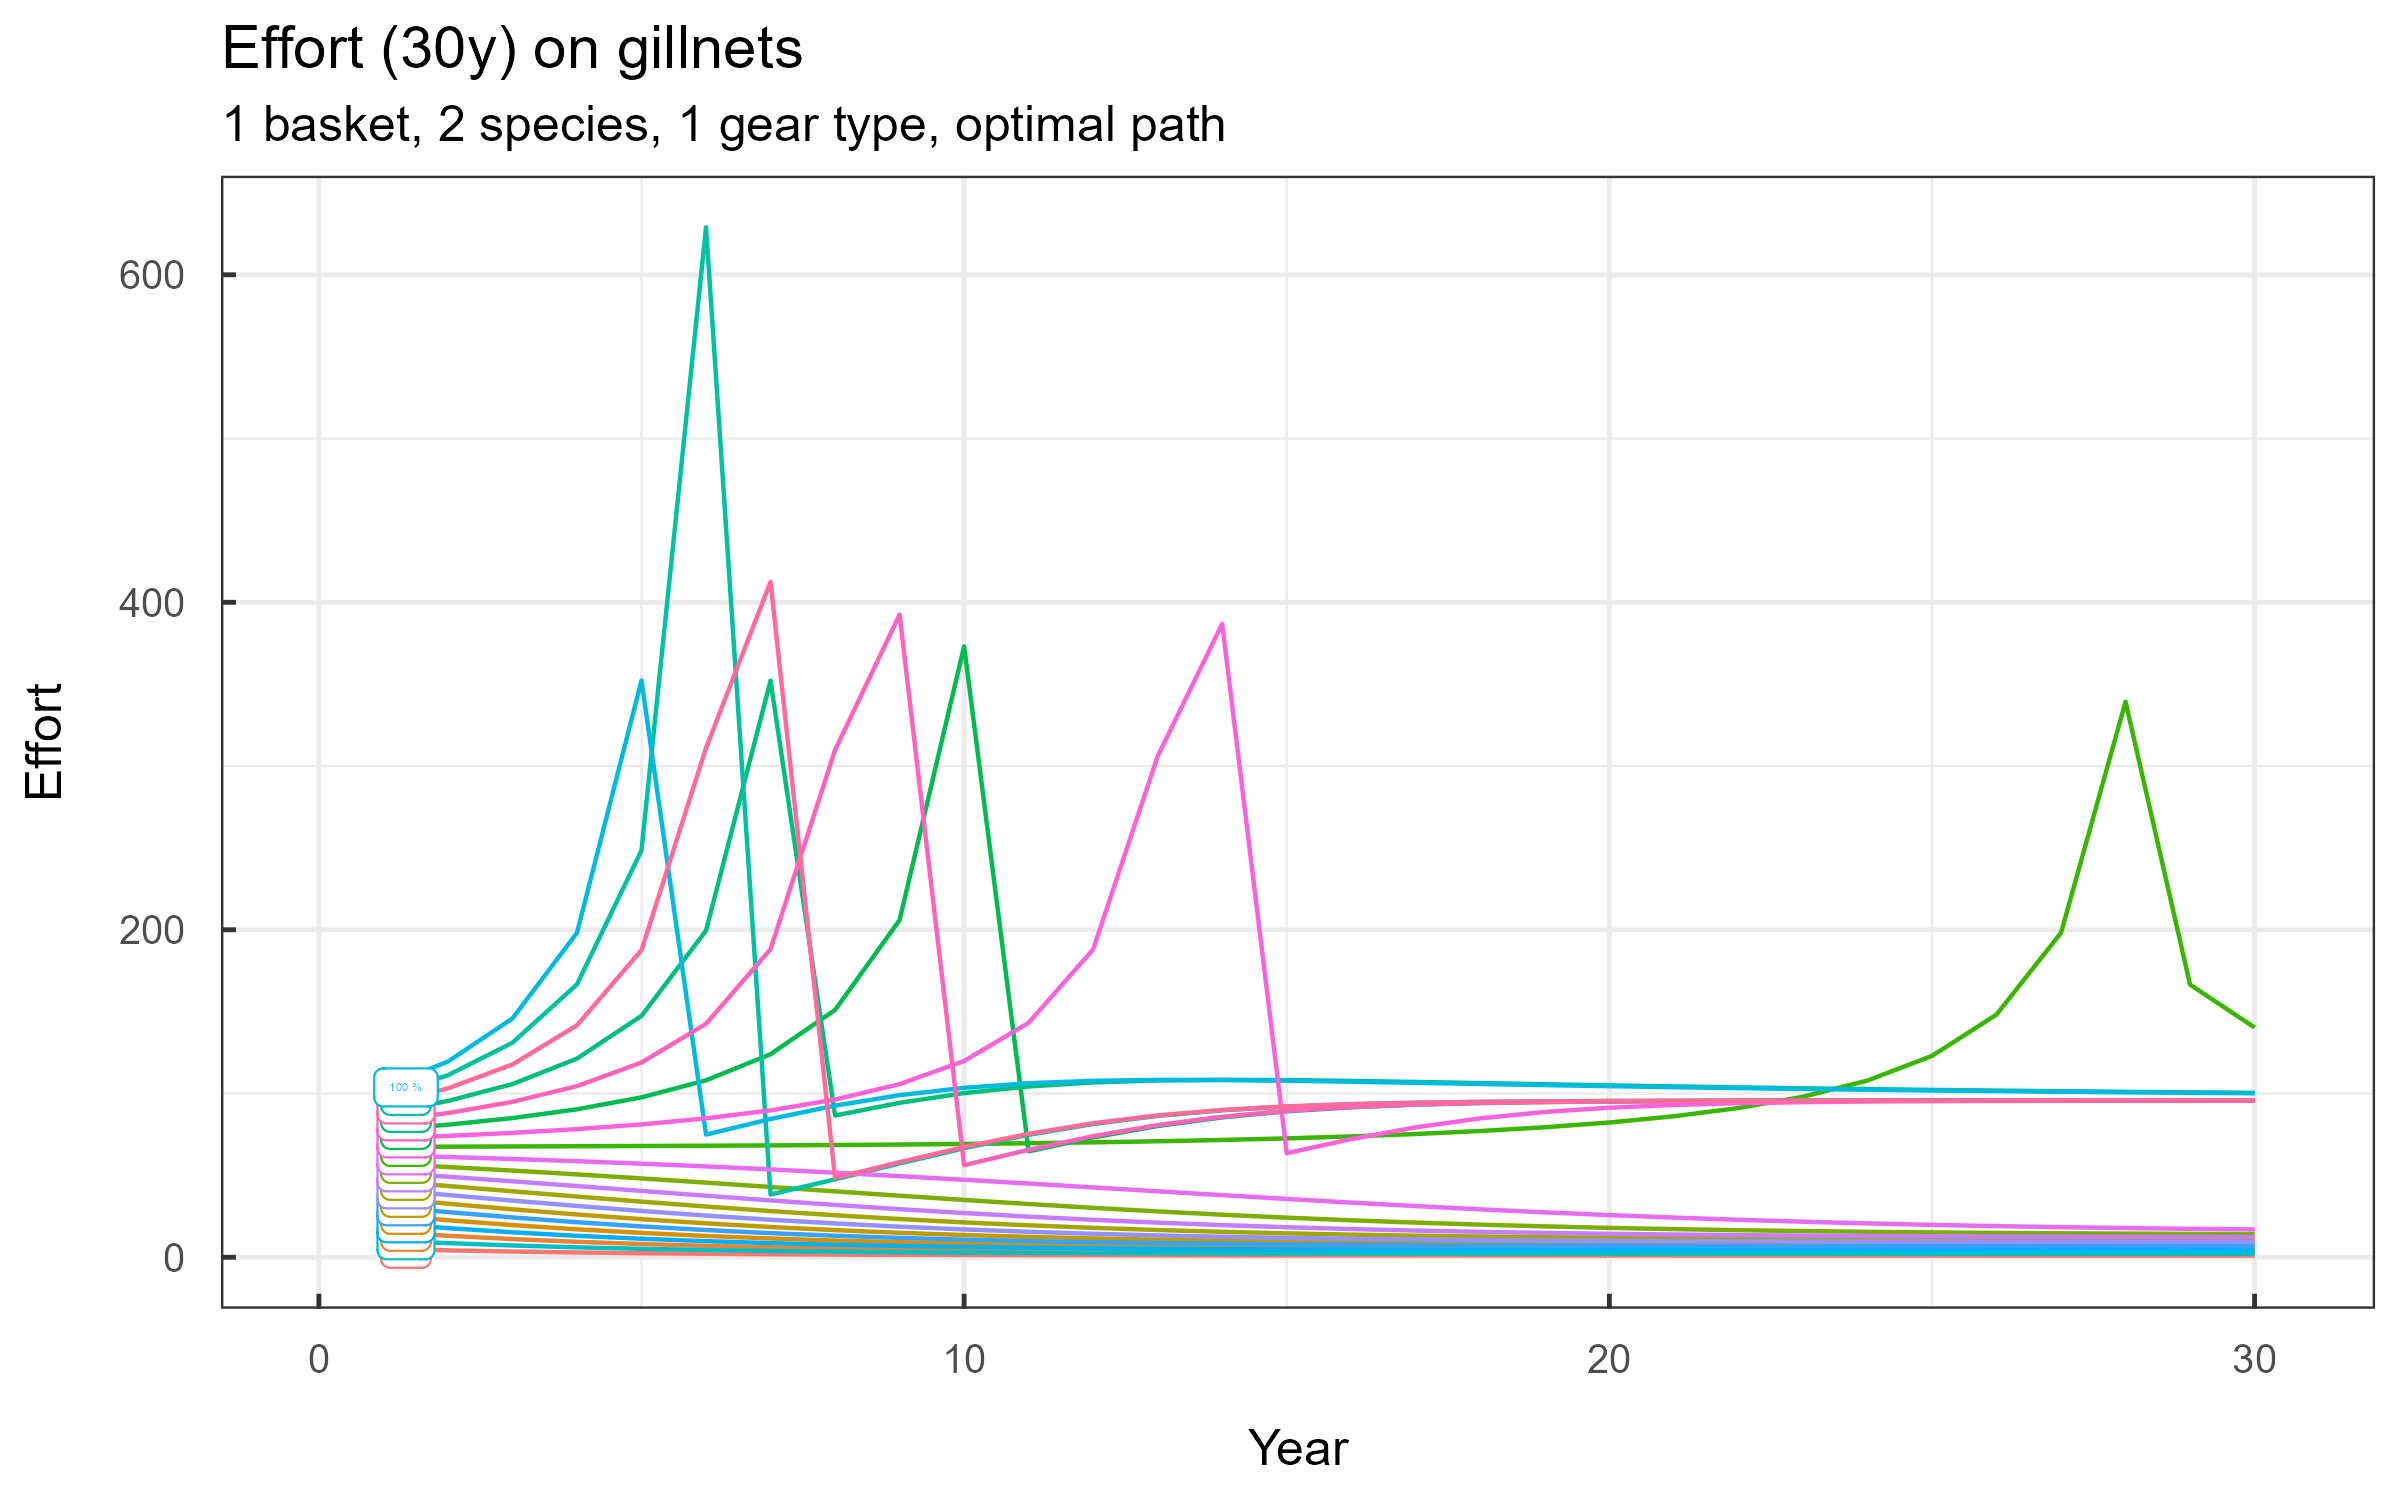 Effort (30y) on gillnets
1 basket, 2 species, 1 gear type, optimal path
600
400
200
0
Effort
100 %
0 10 20 30
Year